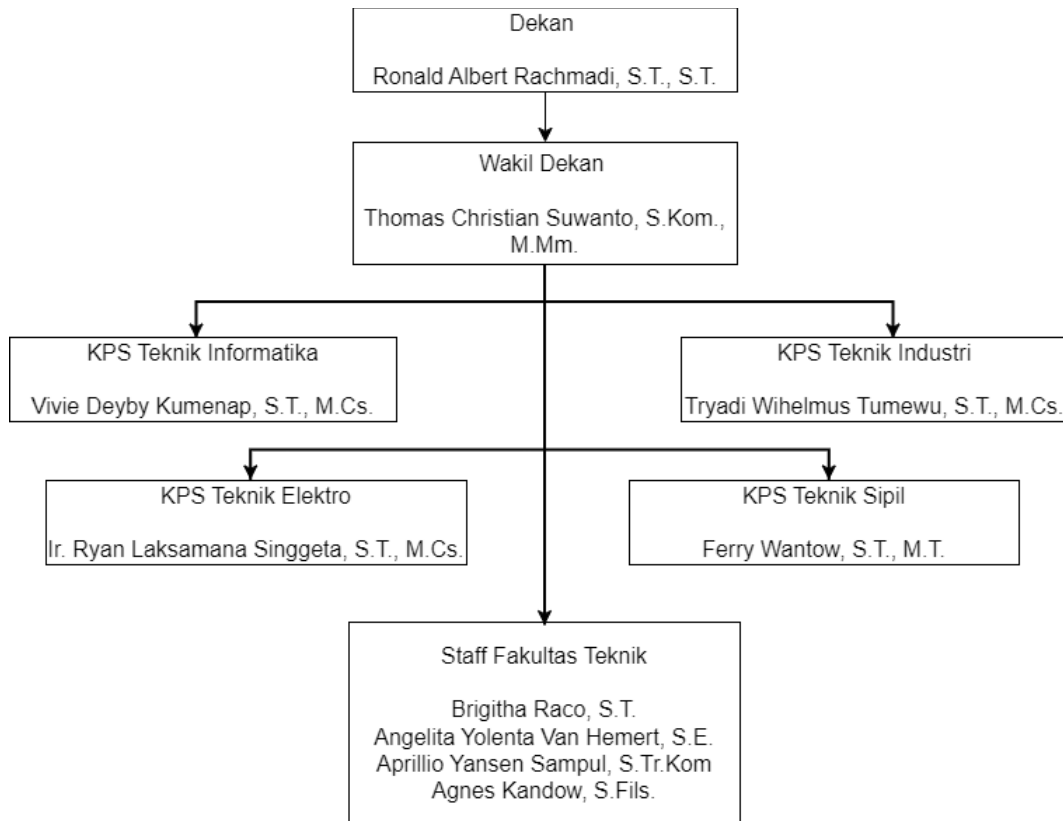 Dekan
Ronald Albert Rachmadi, S.T., S.T.
Wakil Dekan
Thomas Christian Suwanto, S.Kom.,
M.Mm.
KPS Teknik Informatika
Vivie Deyby Kumenap, S.T., M.Cs.
KPS Teknik Industri
Tryadi Wihelmus Tumewu, S.T., M.Cs.
KPS Teknik Elektro
Ir. Ryan Laksamana Singgeta, S.T., M.Cs.
KPS Teknik Sipil
Ferry Wantow, S.T., M.T.
Staff Fakultas Teknik
Brigitha Raco, S.T.
Angelita Yolenta Van Hemert, S.E.
Aprillio Yansen Sampul, S.Tr.Kom
Agnes Kandow, S.Fils.